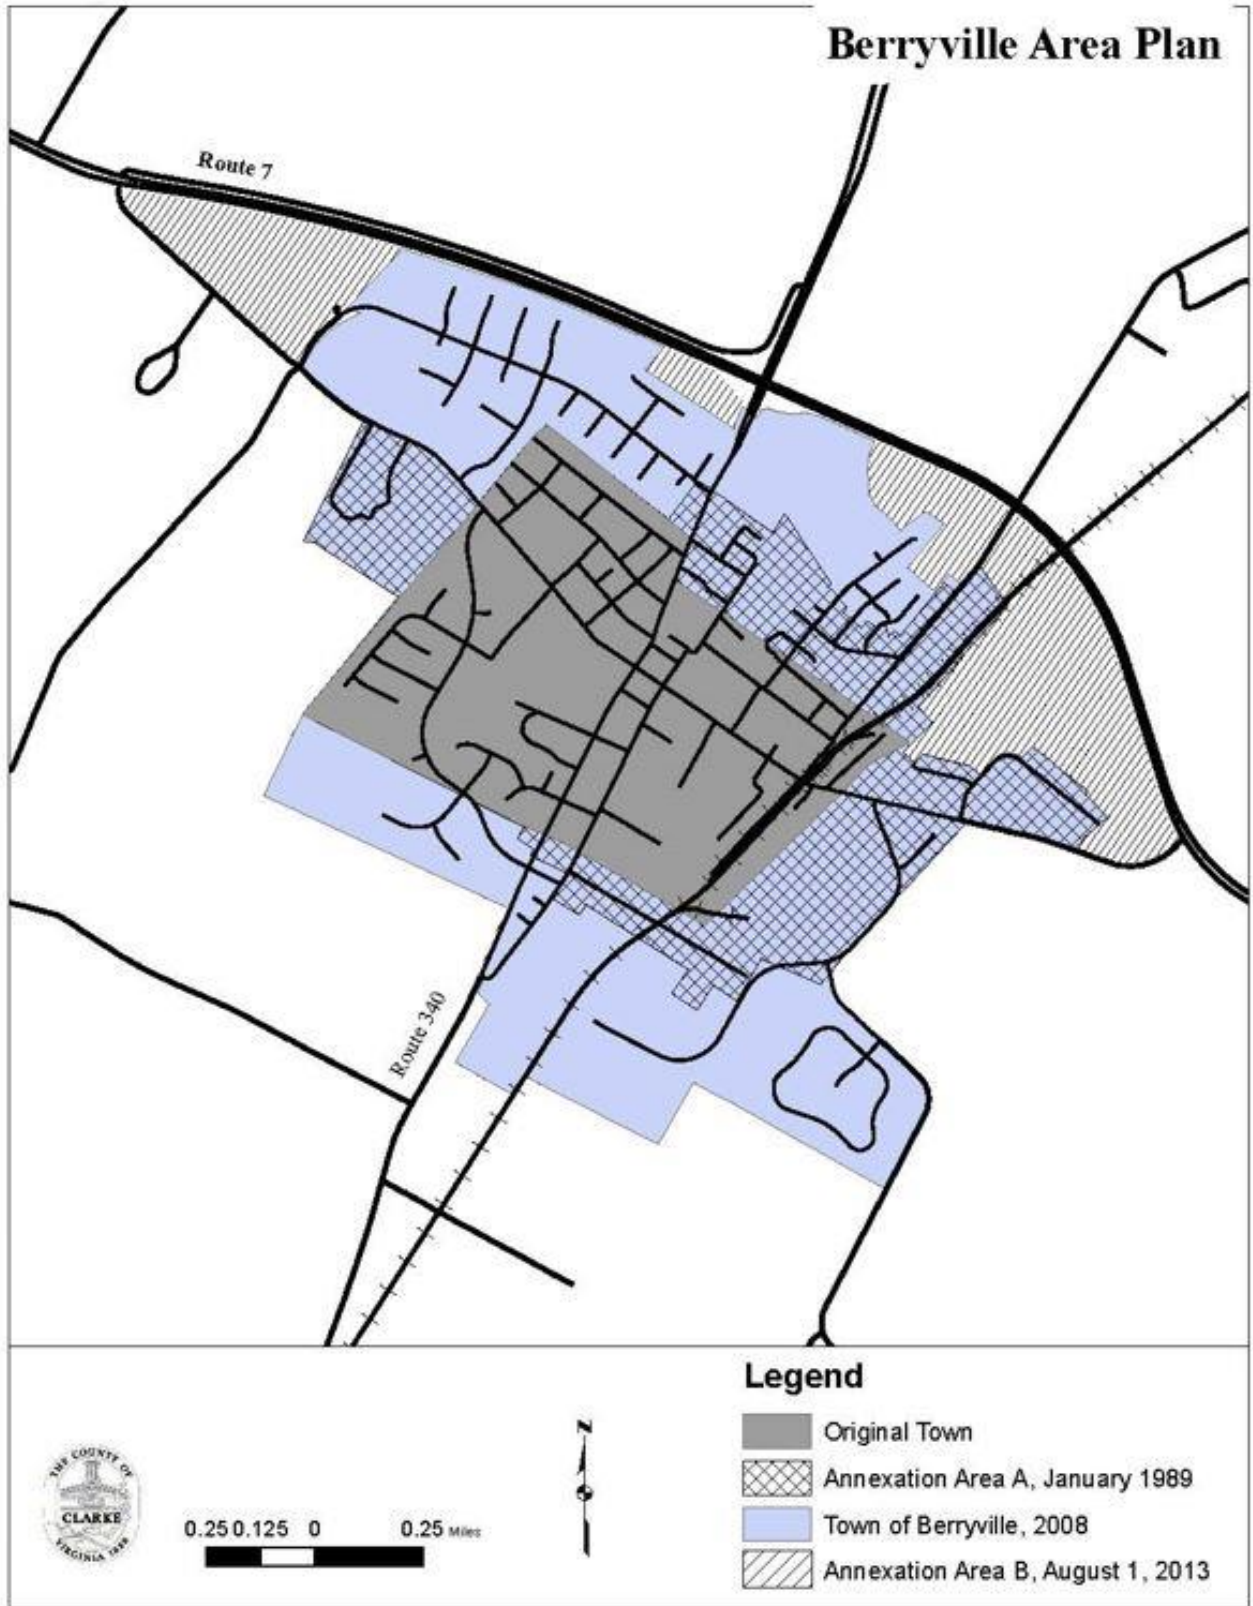 Berryville Area Plan
Route 7
Route 340
Legend
Original Town
Annexation Area A, January 1989
Town of Berryville, 2008
Annexation Area B, August 1, 2013
THE COUNTY OF
CLARKE
0.25 0.125 0 0.25 Miles
N